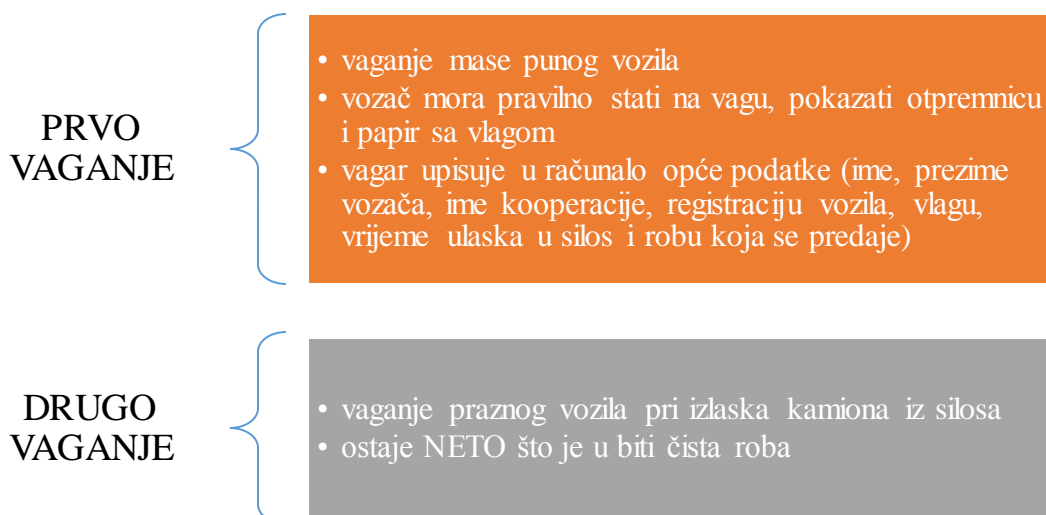 PRVO
VAGANJE
• vaganje mase punog vozila
• vozač mora pravilno stati na vagu, pokazati otpremnicu
i papir sa vlagom
• vagar upisuje u računalo opće podatke (ime, prezime
vozača, ime kooperacije, registraciju vozila, vlagu,
vrijeme ulaska u silos i robu koja se predaje)
DRUGO
VAGANJE
• vaganje praznog vozila pri izlaska kamiona iz silosa
• ostaje NETO što je u biti čista roba